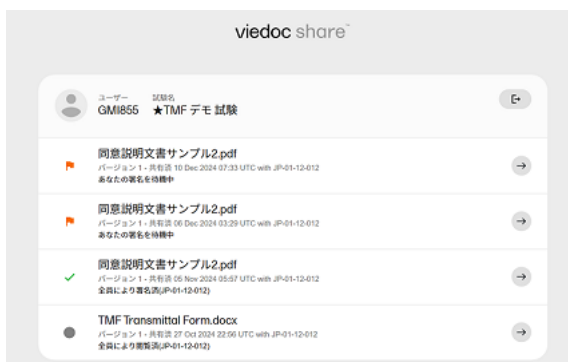 viedoc share™
ユーザー 試験名
GMI855 ★TMF デモ 試験
同意説明文書サンプル2.pdf
バージョン 1 - 共有済 10 Dec 2024 07:33 UTC with JP-01-12-012
あなたの署名を待機中
同意説明文書サンプル2.pdf
バージョン 1 - 共有済 06 Dec 2024 03:29 UTC with JP-01-12-012
あなたの署名を待機中
同意説明文書サンプル2.pdf
バージョン 1 - 共有済 05 Nov 2024 05:57 UTC with JP-01-12-012
全員により署名済(JP-01-12-012)
TMF Transmittal Form.docx
バージョン 1 - 共有済 27 Oct 2024 22:56 UTC with JP-01-12-012
全員により閲覧済(JP-01-12-012)